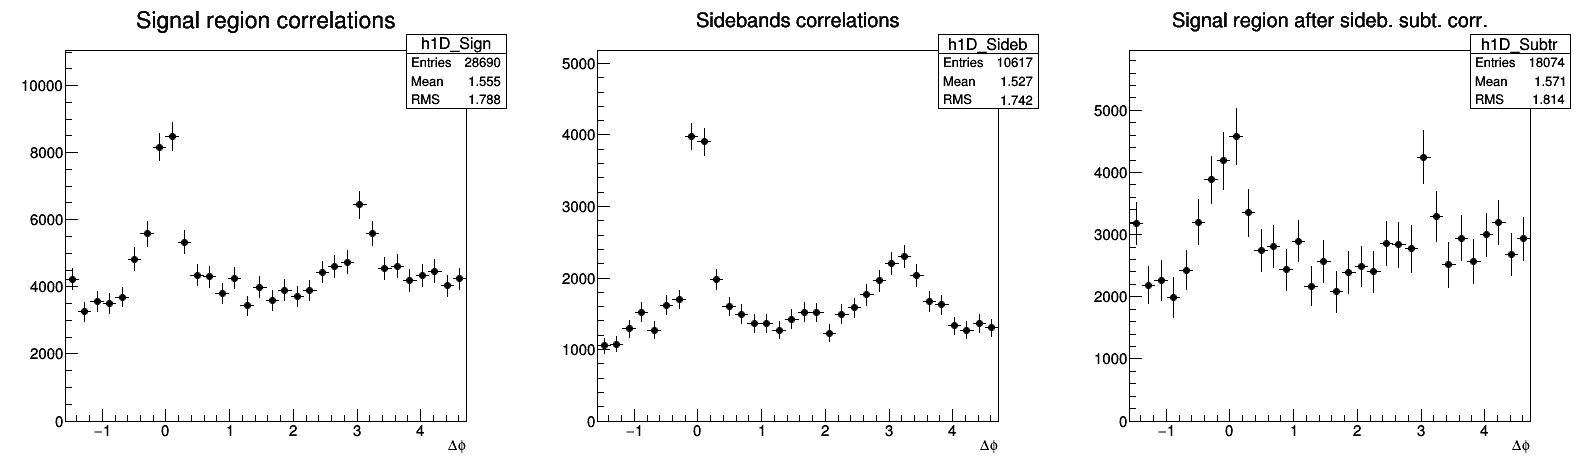 Signal region correlations
h1D_Sign
Entries 28690
Mean 1.555
RMS 1.788
10000
8000
6000
4000
2000
0
−1 0 1 2 3 4
Δϕ
Sidebands correlations
h1D_Sideb
Entries 10617
Mean 1.527
RMS 1.742
5000
4000
3000
2000
1000
0
−1 0 1 2 3 4
Δϕ
Signal region after sideb. subt. corr.
h1D_Subtr
Entries 18074
Mean 1.571
RMS 1.814
5000
4000
3000
2000
1000
0
−1 0 1 2 3 4
Δϕ